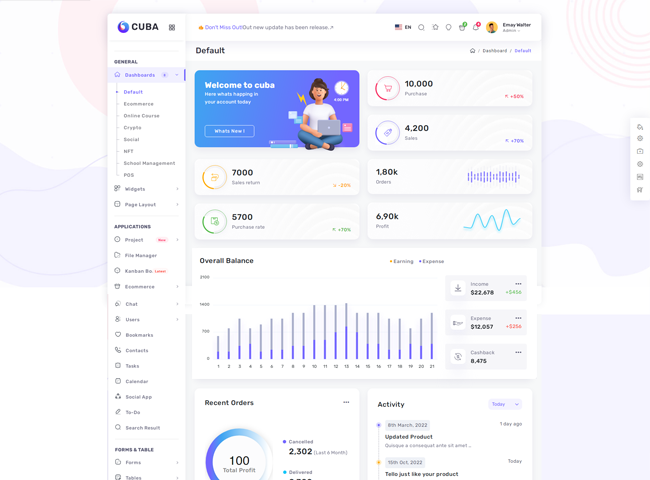 CUBA
Don't Miss Out! Out new update has been release.
EN
Emay Walter
Admin
Default
Dashboard / Default
GENERAL
Dashboards
Default
Ecommerce
Online Course
Crypto
Social
NFT
School Management
POS
Widgets
Page Layout
APPLICATIONS
Project New
File Manager
Kanban Bo. Latest
Ecommerce
Chat
Users
Bookmarks
Contacts
Tasks
Calendar
Social App
To-Do
Search Result
FORMS & TABLE
Forms
Tables
Welcome to cuba
Here whats happing in
your account today
Whats New !
10,000
Purchase
+50%
4,200
Sales
+70%
7000
Sales return
-20%
1,80k
Orders
5700
Purchase rate
+70%
6,90k
Profit
Overall Balance
Earning
Expense
2100
1400
700
0
1 2 3 4 5 6 7 8 9 10 11 12 13 14 15 16 17 18 19 20 21
Income
$22,678
+$456
Expense
$12,057
+$256
Cashback
8,475
Recent Orders
100
Total Profit
Cancelled
2,302 (Last 6 Month)
Delivered
Activity
Today
8th March, 2022
1 day ago
Updated Product
Quisque a consequat ante sit amet ...
15th Oct, 2022
Today
Tello just like your product